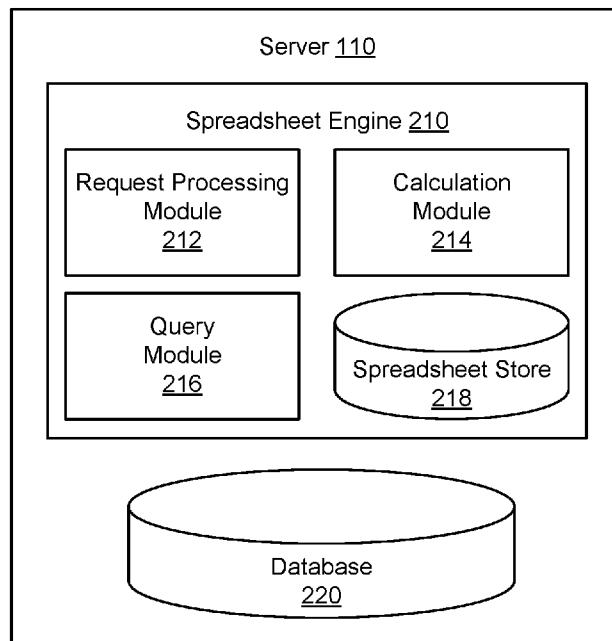 Server 110
Spreadsheet Engine 210
Request Processing
Module
212
Calculation
Module
214
Query
Module
216
Spreadsheet Store
218
Database
220